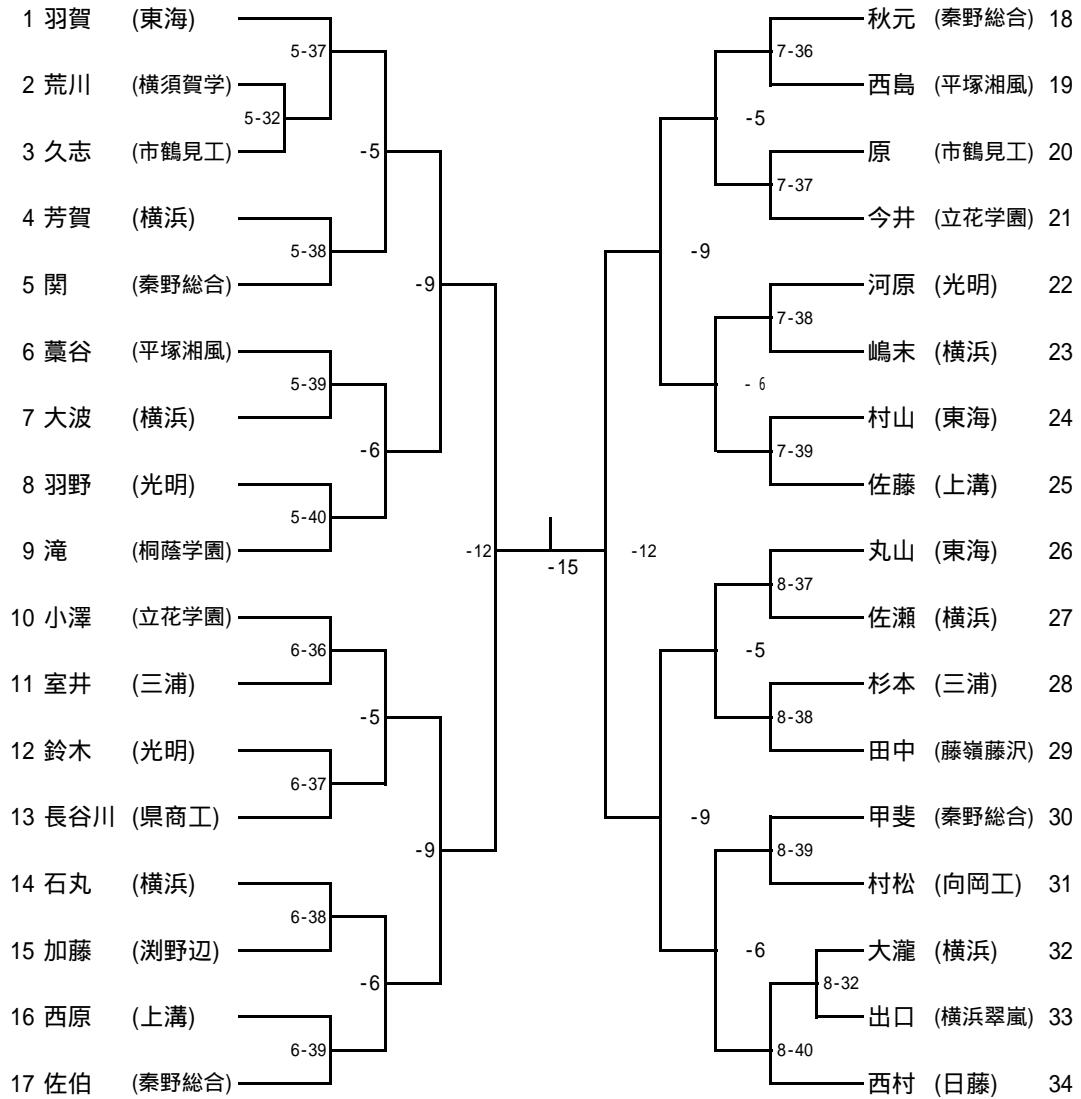 1 羽賀 (東海)
5-37
2 荒川 (横須賀学)
5-32
3 久志 (市鶴見工)
-5
4 芳賀 (横浜)
5-38
5 関 (秦野総合)
-9
6 藁谷 (平塚湘風)
5-39
7 大波 (横浜)
-6
8 羽野 (光明)
5-40
9 滝 (桐蔭学園)
-12
10 小澤 (立花学園)
6-36
11 室井 (三浦)
-5
12 鈴木 (光明)
6-37
13 長谷川 (県商工)
-9
14 石丸 (横浜)
6-38
15 加藤 (渕野辺)
-6
16 西原 (上溝)
6-39
17 佐伯 (秦野総合)
-15
秋元 (秦野総合) 18
7-36
西島 (平塚湘風) 19
-5
原 (市鶴見工) 20
7-37
今井 (立花学園) 21
-9
河原 (光明) 22
7-38
嶋末 (横浜) 23
-6
村山 (東海) 24
7-39
佐藤 (上溝) 25
-12
丸山 (東海) 26
8-37
佐瀬 (横浜) 27
-5
杉本 (三浦) 28
8-38
田中 (藤嶺藤沢) 29
-9
甲斐 (秦野総合) 30
8-39
村松 (向岡工) 31
-6
大瀧 (横浜) 32
8-32
出口 (横浜翠嵐) 33
8-40
西村 (日藤) 34